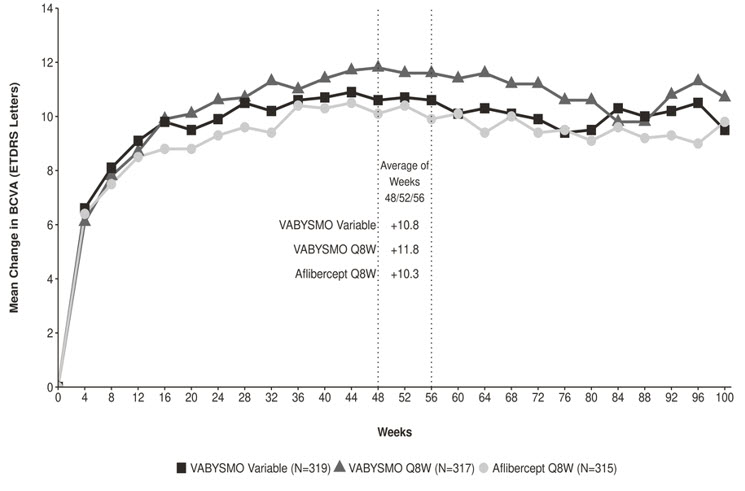 14
12
10
8
6
4
2
0
Mean Change in BCVA (ETDRS Letters)
Average of
Weeks
48/52/56
VABYSMO Variable +10.8
VABYSMO Q8W +11.8
Aflibercept Q8W +10.3
0 4 8 12 16 20 24 28 32 36 40 44 48 52 56 60 64 68 72 76 80 84 88 92 96 100
Weeks
VABYSMO Variable (N=319) VABYSMO Q8W (N=317) Aflibercept Q8W (N=315)